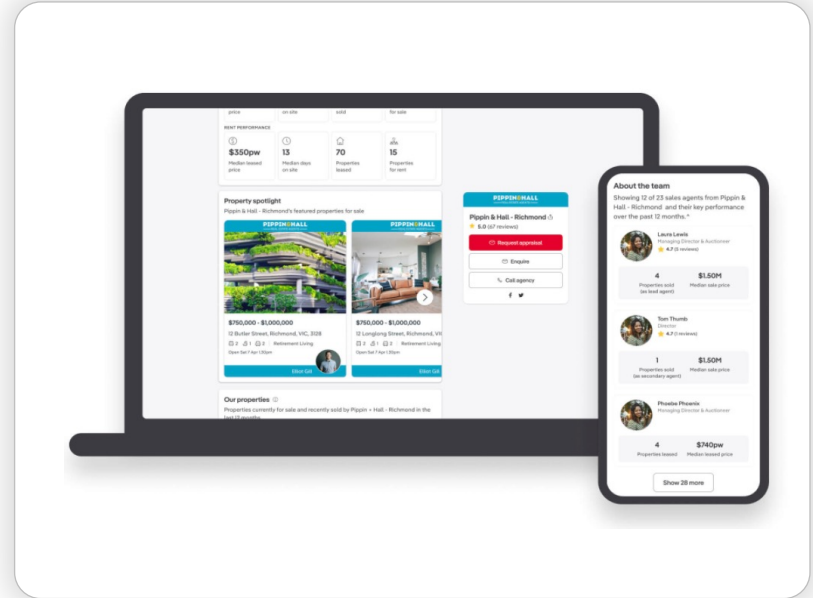 price
on site
sold
for sale
RENT PERFORMANCE
$350pw
13
70
15
Median leased
price
Median days
on site
Properties
leased
Properties
for rent
Property spotlight
Pippin & Hall - Richmond's featured properties for sale
PIPPIN&HALL
PIPPIN&HALL
$750,000 - $1,000,000
12 Butler Street, Richmond, VIC, 3128
2 1 2 Retirement Living
Open Sat 7 Apr 1:30pm
Elliot Gill
$750,000 - $1,000,000
12 Longlong Street, Richmond, VI
2 1 2 Retirement Living
Open Sat 7 Apr 1:30pm
Elliot Gill
Our properties
Properties currently for sale and recently sold by Pippin + Hall - Richmond in the
last 12 months
PIPPIN&HALL
Pippin & Hall - Richmond
5.0 (67 reviews)
Request appraisal
Enquire
Call agency
About the team
Showing 12 of 23 sales agents from Pippin &
Hall - Richmond and their key performance
over the past 12 months.*
Laura Lewis
Managing Director & Auctioneer
4.7 (11 reviews)
4
Properties sold
(as lead agent)
$1.50M
Median sale price
Tom Thumb
Director
4.7 (1 reviews)
1
Properties sold
(as secondary agent)
$1.50M
Median sale price
Phoebe Phoenix
Managing Director & Auctioneer
4
Properties leased
$740pw
Median leased price
Show 28 more